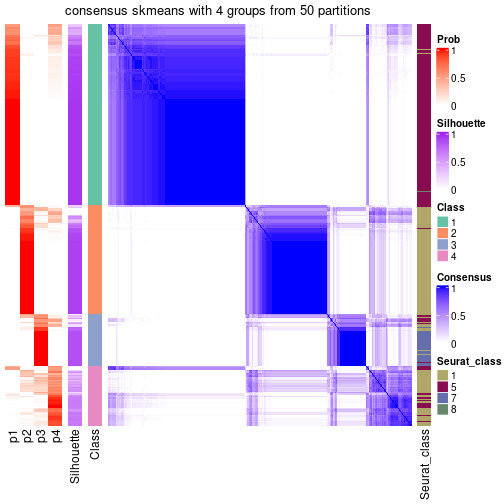 consensus skmeans with 4 groups from 50 partitions
Prob
1
0.5
0
Silhouette
1
0.5
0
Class
1
2
3
4
Consensus
1
0.5
0
Seurat_class
1
5
7
8
p1
p2
p3
p4
Silhouette
Class
Seurat_class